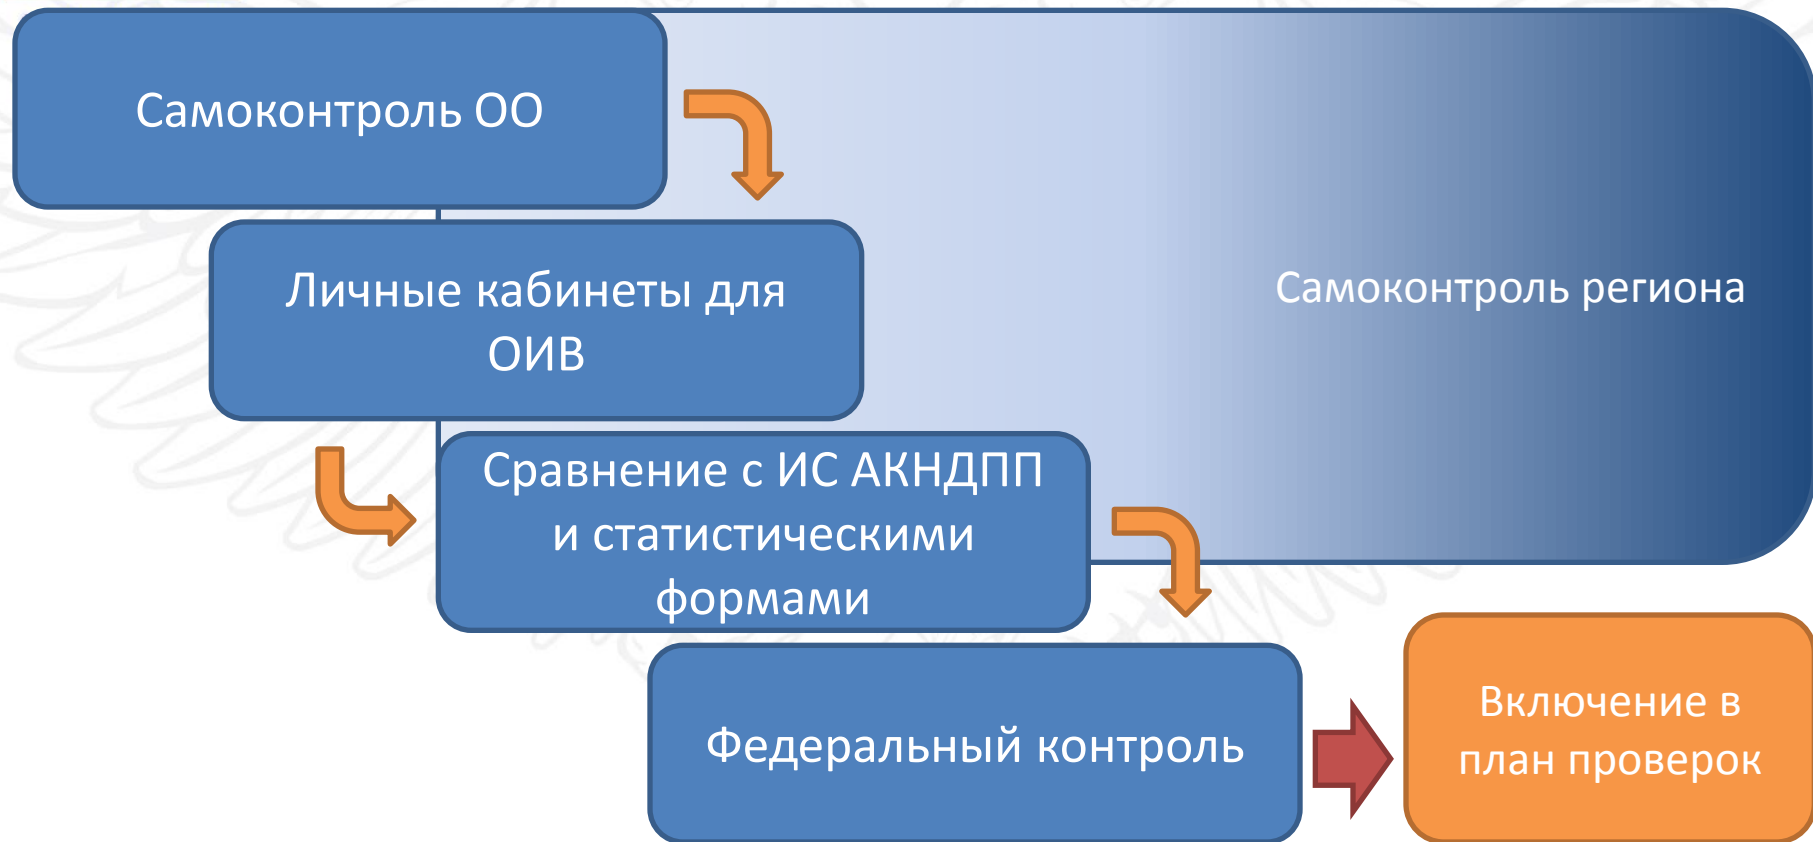 Самоконтроль ОО
Личные кабинеты для
ОИВ
Самоконтроль региона
Сравнение с ИС АКНДПП
и статистическими
формами
Федеральный контроль
Включение в
план проверок